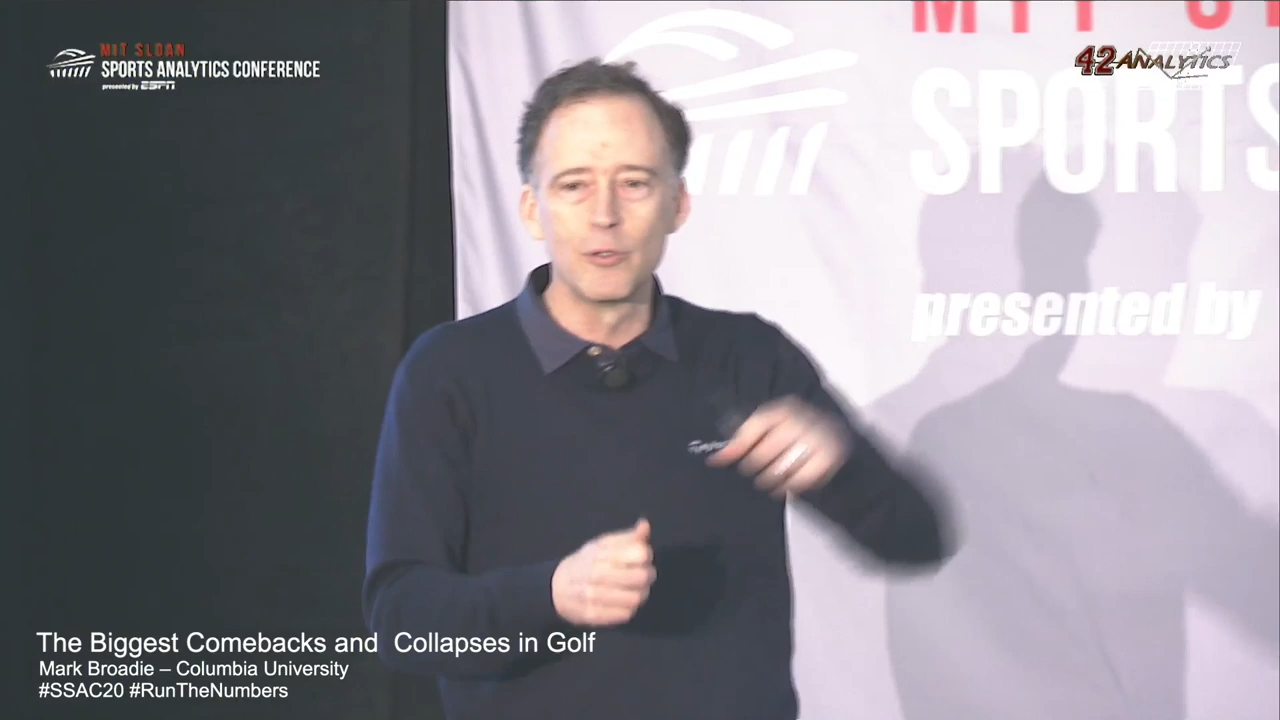 MIT SLOAN
SPORTS ANALYTICS CONFERENCE
presented by ESPN
42 ANALYTICS
SPORTS
presented by
The Biggest Comebacks and Collapses in Golf
Mark Broadie – Columbia University
#SSAC20 #RunTheNumbers